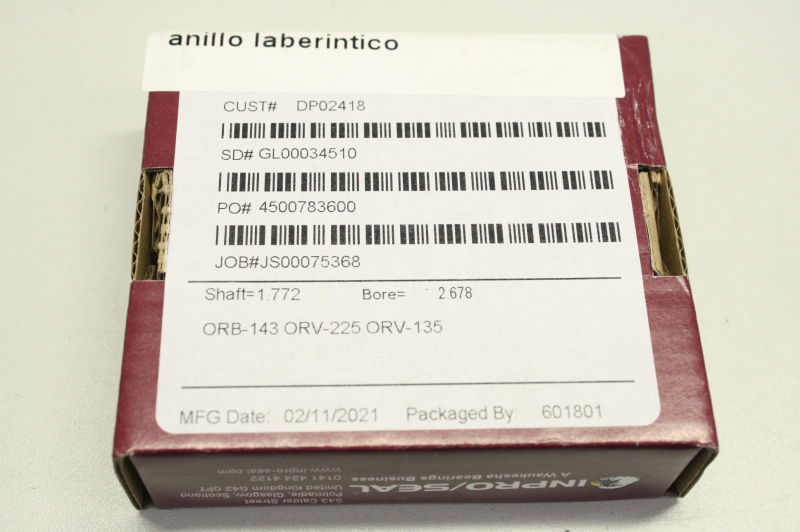 anillo laberintico
CUST# DP02418
SD# GL00034510
PO# 4500783600
JOB#JS00075368
Shaft=1.772 Bore= 2.678
ORB-143 ORV-225 ORV-135
MFG Date: 02/11/2021 Packaged By: 601801
INPRO/SEAL
A Waukesha Bearings Business
543 Calder Street
Polmadie, Glasgow, Scotland
United Kingdom G42 0PT
0141 424 4122
www.inpro-seal.com